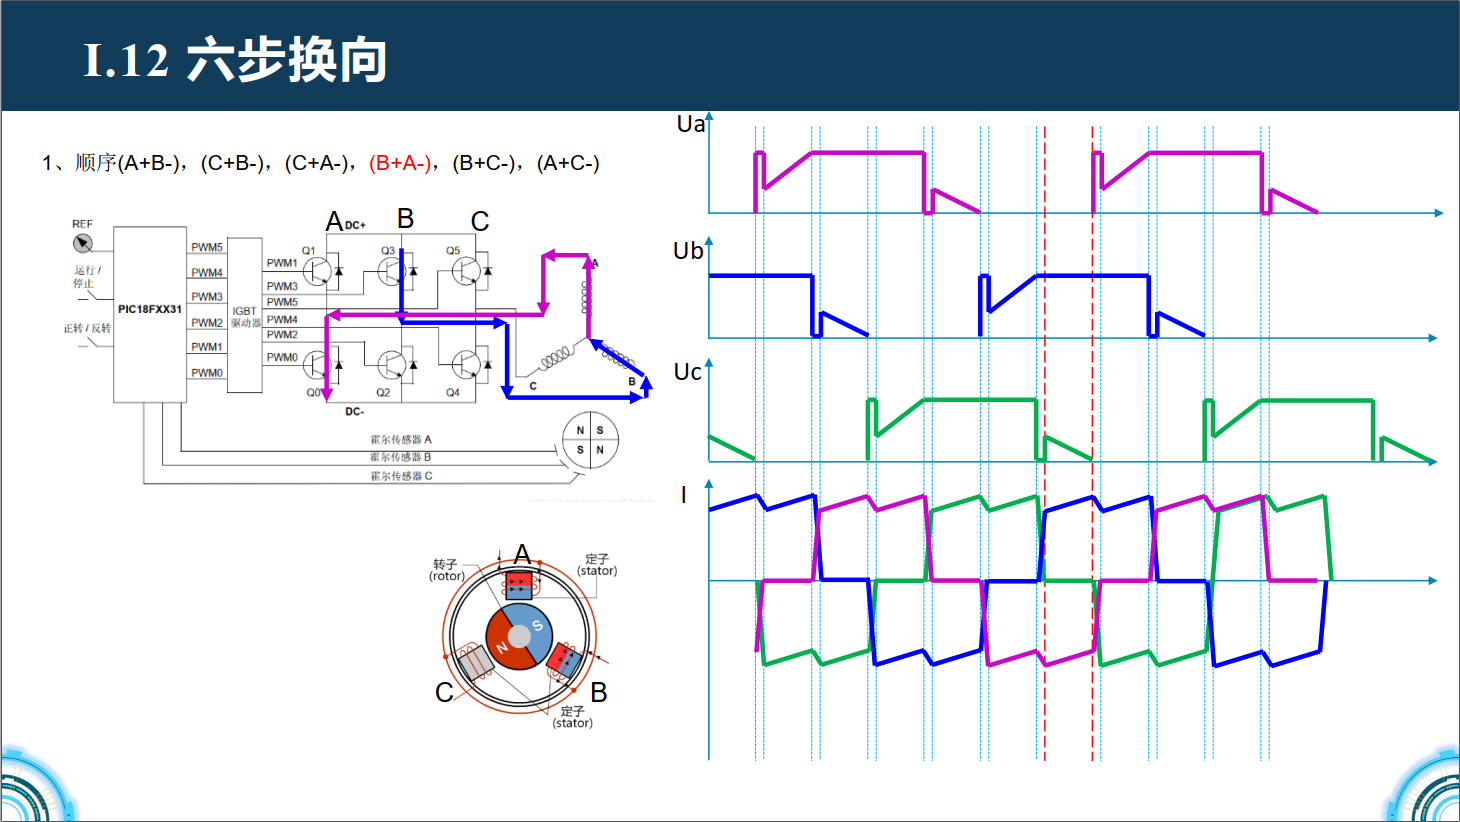 I.12 六步换向
1、顺序(A+B-)，(C+B-)，(C+A-)，(B+A-)，(B+C-)，(A+C-)
REF
运行 /
停止
正转 / 反转
PIC18FXX31
PWM5
PWM4
PWM3
PWM2
PWM1
PWM0
IGBT
驱动器
PWM1
PWM3
PWM5
PWM4
PWM2
PWM0
A
DC+
B
C
Q1
Q3
Q5
Q0
Q2
Q4
DC-
A
B
C
N S
S N
霍尔传感器 A
霍尔传感器 B
霍尔传感器 C
转子
(rotor)
A
定子
(stator)
S
N
C
B
定子
(stator)
Ua
Ub
Uc
I